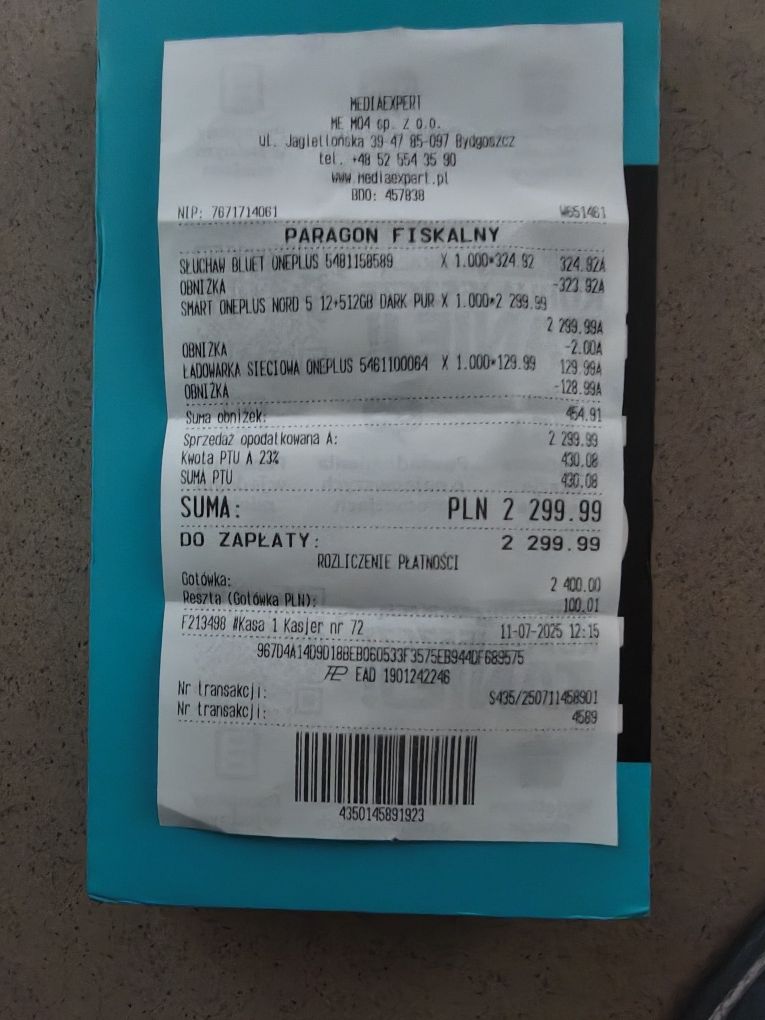 MEDIAEXPERT
ME M04 sp. z o.o.
ul. Jagiellońska 39-47 85-097 Bydgoszcz
tel. +48 52 554 35 90
www.mediaexpert.pl
BDO: 457838
NIP: 7671714061 W651461
PARAGON FISKALNY
SŁUCHAW BLUET ONEPLUS 5481158589 X 1.000*324.92 324.92A
OBNIŻKA -323.92A
SMART ONEPLUS NORD 5 12+512GB DARK PUR X 1.000*2 299.99
2 299.99A
OBNIŻKA -2.00A
ŁADOWARKA SIECIOWA ONEPLUS 5461100064 X 1.000*129.99 129.99A
OBNIŻKA -128.99A
Suma obniżek: 454.91
Sprzedaż opodatkowana A: 2 299.99
Kwota PTU A 23% 430.08
SUMA PTU 430.08
SUMA: PLN 2 299.99
DO ZAPŁATY: 2 299.99
ROZLICZENIE PŁATNOŚCI
Gotówka: 2 400.00
Reszta (Gotówka PLN): 100.01
F213498 #Kasa 1 Kasjer nr 72 11-07-2025 12:15
967D4A14D9D18BEB060533F3575EB944DF689575
EAD 1901242246
Nr transakcji: S435/250711458901
Nr transakcji: 4589
4350145891923